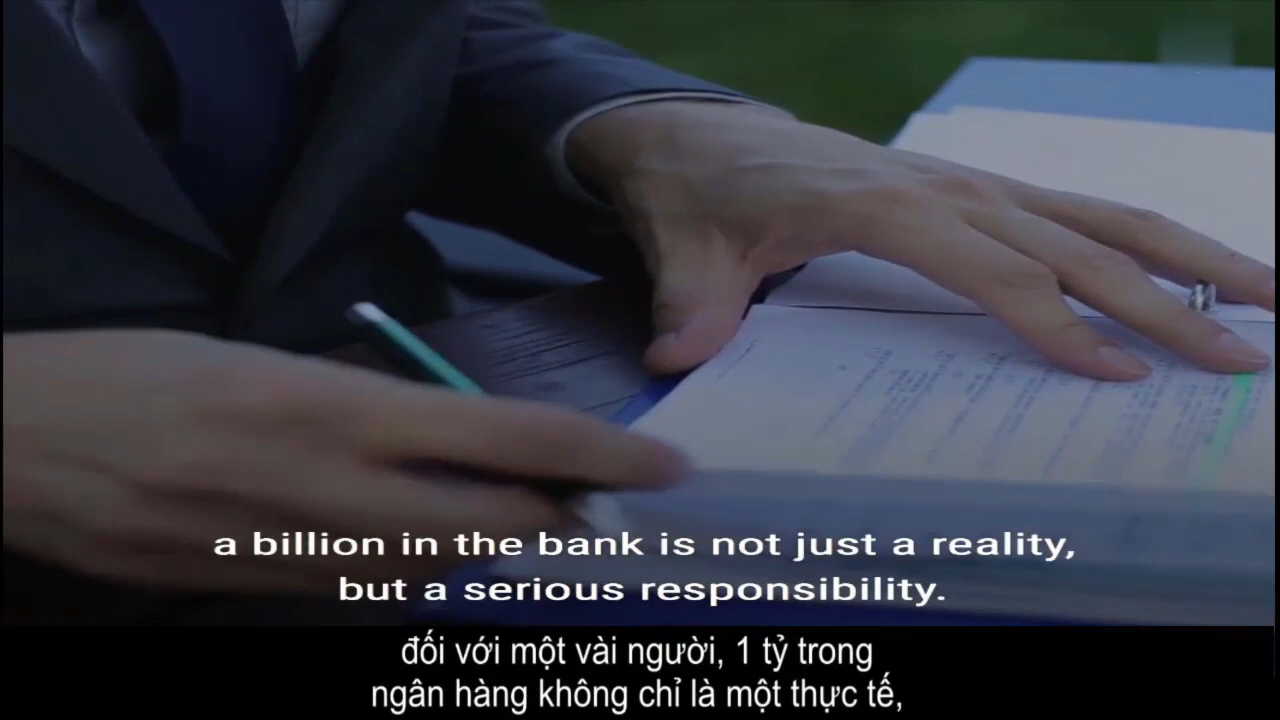 a billion in the bank is not just a reality,
but a serious responsibility.
đối với một vài người, 1 tỷ trong
ngân hàng không chỉ là một thực tế,